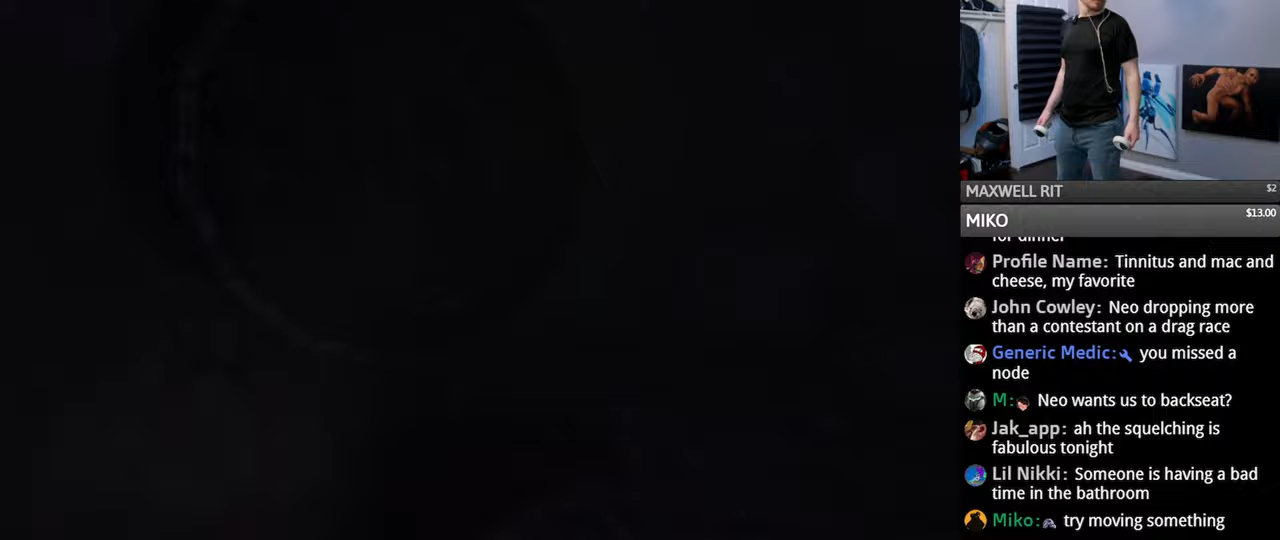 MAXWELL RIT $2
MIKO $13.00
for dinner
Profile Name: Tinnitus and mac and
cheese, my favorite
John Cowley: Neo dropping more
than a contestant on a drag race
Generic Medic: you missed a
node
M: Neo wants us to backseat?
Jak_app: ah the squelching is
fabulous tonight
Lil Nikki: Someone is having a bad
time in the bathroom
Miko: try moving something